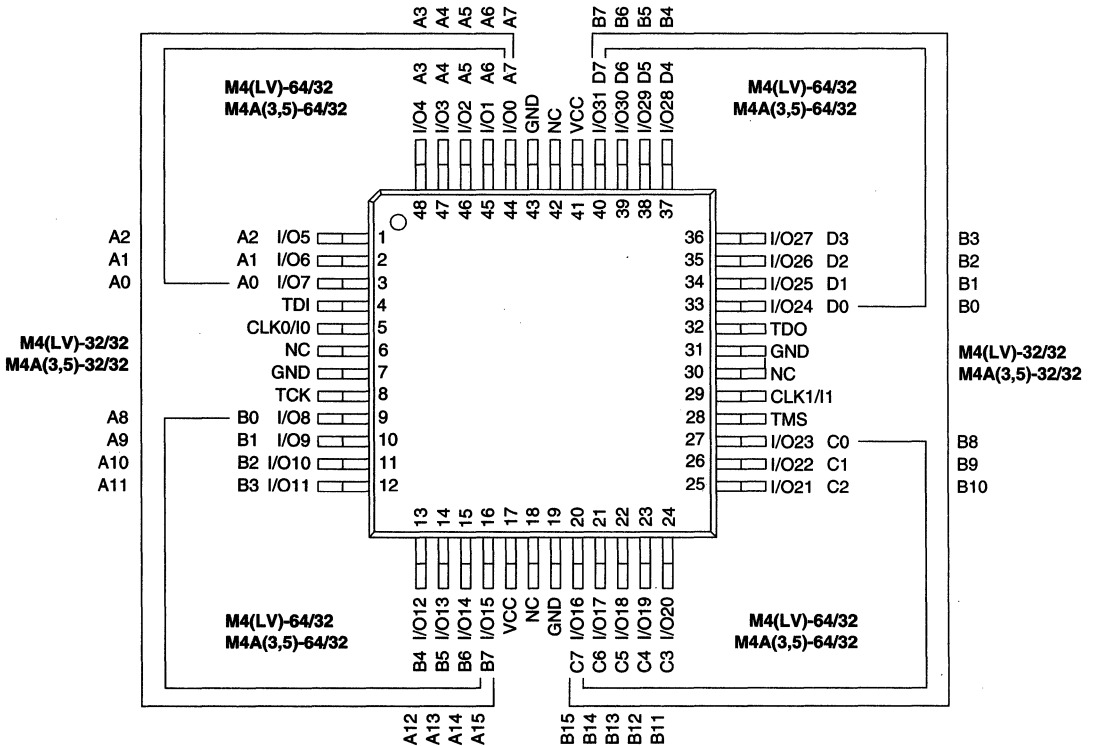 A3 A4 A5 A6 A7 B7 B6 B5 B4
M4(LV)-64/32
M4A(3,5)-64/32
A3 A4 A5 A6 A7 D7 D6 D5 D4
M4(LV)-64/32
M4A(3,5)-64/32
I/O4 I/O3 I/O2 I/O1 I/O0 GND NC VCC I/O31 I/O30 I/O29 I/O28
48 47 46 45 44 43 42 41 40 39 38 37
A2 A2 I/O5 1 36 I/O27 D3 B3
A1 A1 I/O6 2 35 I/O26 D2 B2
A0 A0 I/O7 3 34 I/O25 D1 B1
TDI 4 33 I/O24 D0 B0
CLK0/I0 5 32 TDO
M4(LV)-32/32
M4A(3,5)-32/32
NC 6 31 GND
M4(LV)-32/32
M4A(3,5)-32/32
GND 7 30 NC
TCK 8 29 CLK1/I1
A8 B0 I/O8 9 28 TMS
A9 B1 I/O9 10 27 I/O23 C0 B8
A10 B2 I/O10 11 26 I/O22 C1 B9
A11 B3 I/O11 12 25 I/O21 C2 B10
13 14 15 16 17 18 19 20 21 22 23 24
I/O12 I/O13 I/O14 I/O15 VCC NC GND I/O16 I/O17 I/O18 I/O19 I/O20
M4(LV)-64/32
M4A(3,5)-64/32
B4 B5 B6 B7 C7 C6 C5 C4 C3
M4(LV)-64/32
M4A(3,5)-64/32
A12 A13 A14 A15 B15 B14 B13 B12 B11